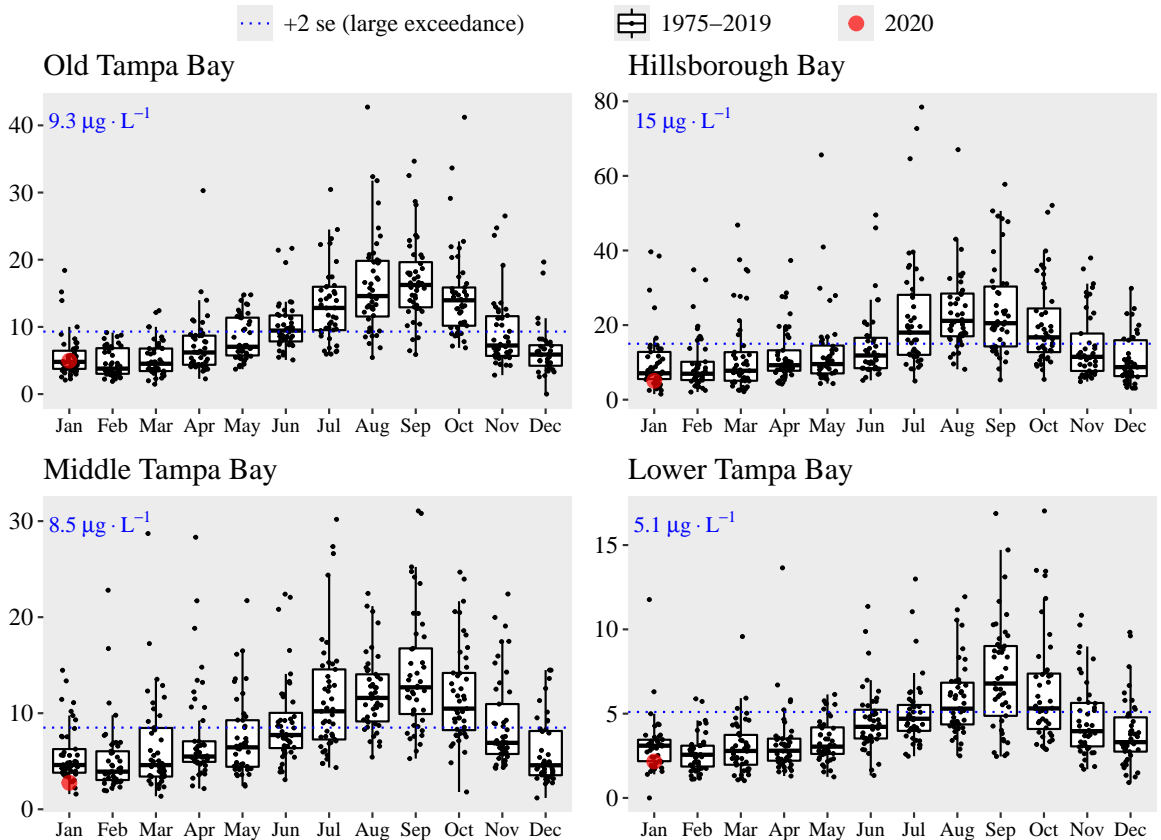 +2 se (large exceedance) 1975–2019 2020
Old Tampa Bay
9.3 μg · L⁻¹
40
30
20
10
0
Jan Feb Mar Apr May Jun Jul Aug Sep Oct Nov Dec
Hillsborough Bay
15 μg · L⁻¹
80
60
40
20
0
Jan Feb Mar Apr May Jun Jul Aug Sep Oct Nov Dec
Middle Tampa Bay
8.5 μg · L⁻¹
30
20
10
0
Jan Feb Mar Apr May Jun Jul Aug Sep Oct Nov Dec
Lower Tampa Bay
5.1 μg · L⁻¹
15
10
5
0
Jan Feb Mar Apr May Jun Jul Aug Sep Oct Nov Dec